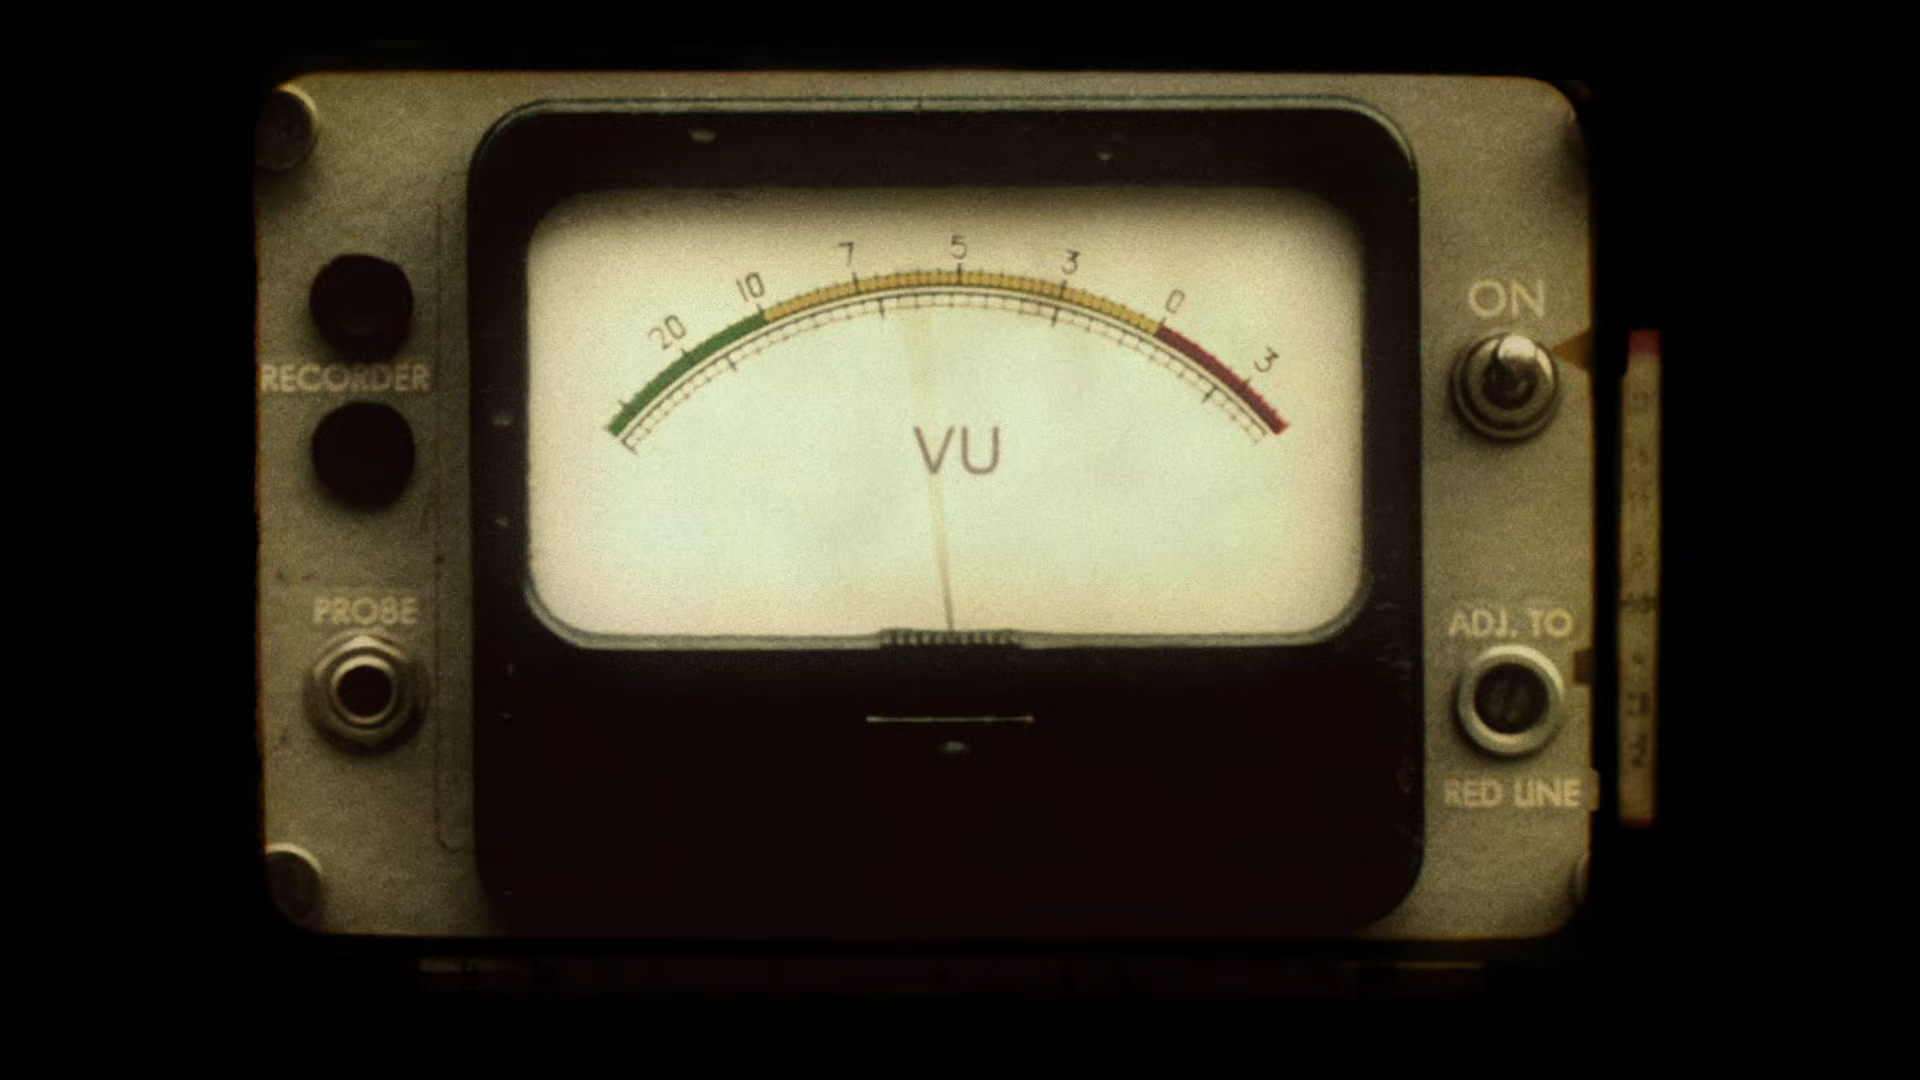 20 10 7 5 3 0 3
VU
RECORDER
PROBE
ON
ADJ. TO
RED LINE